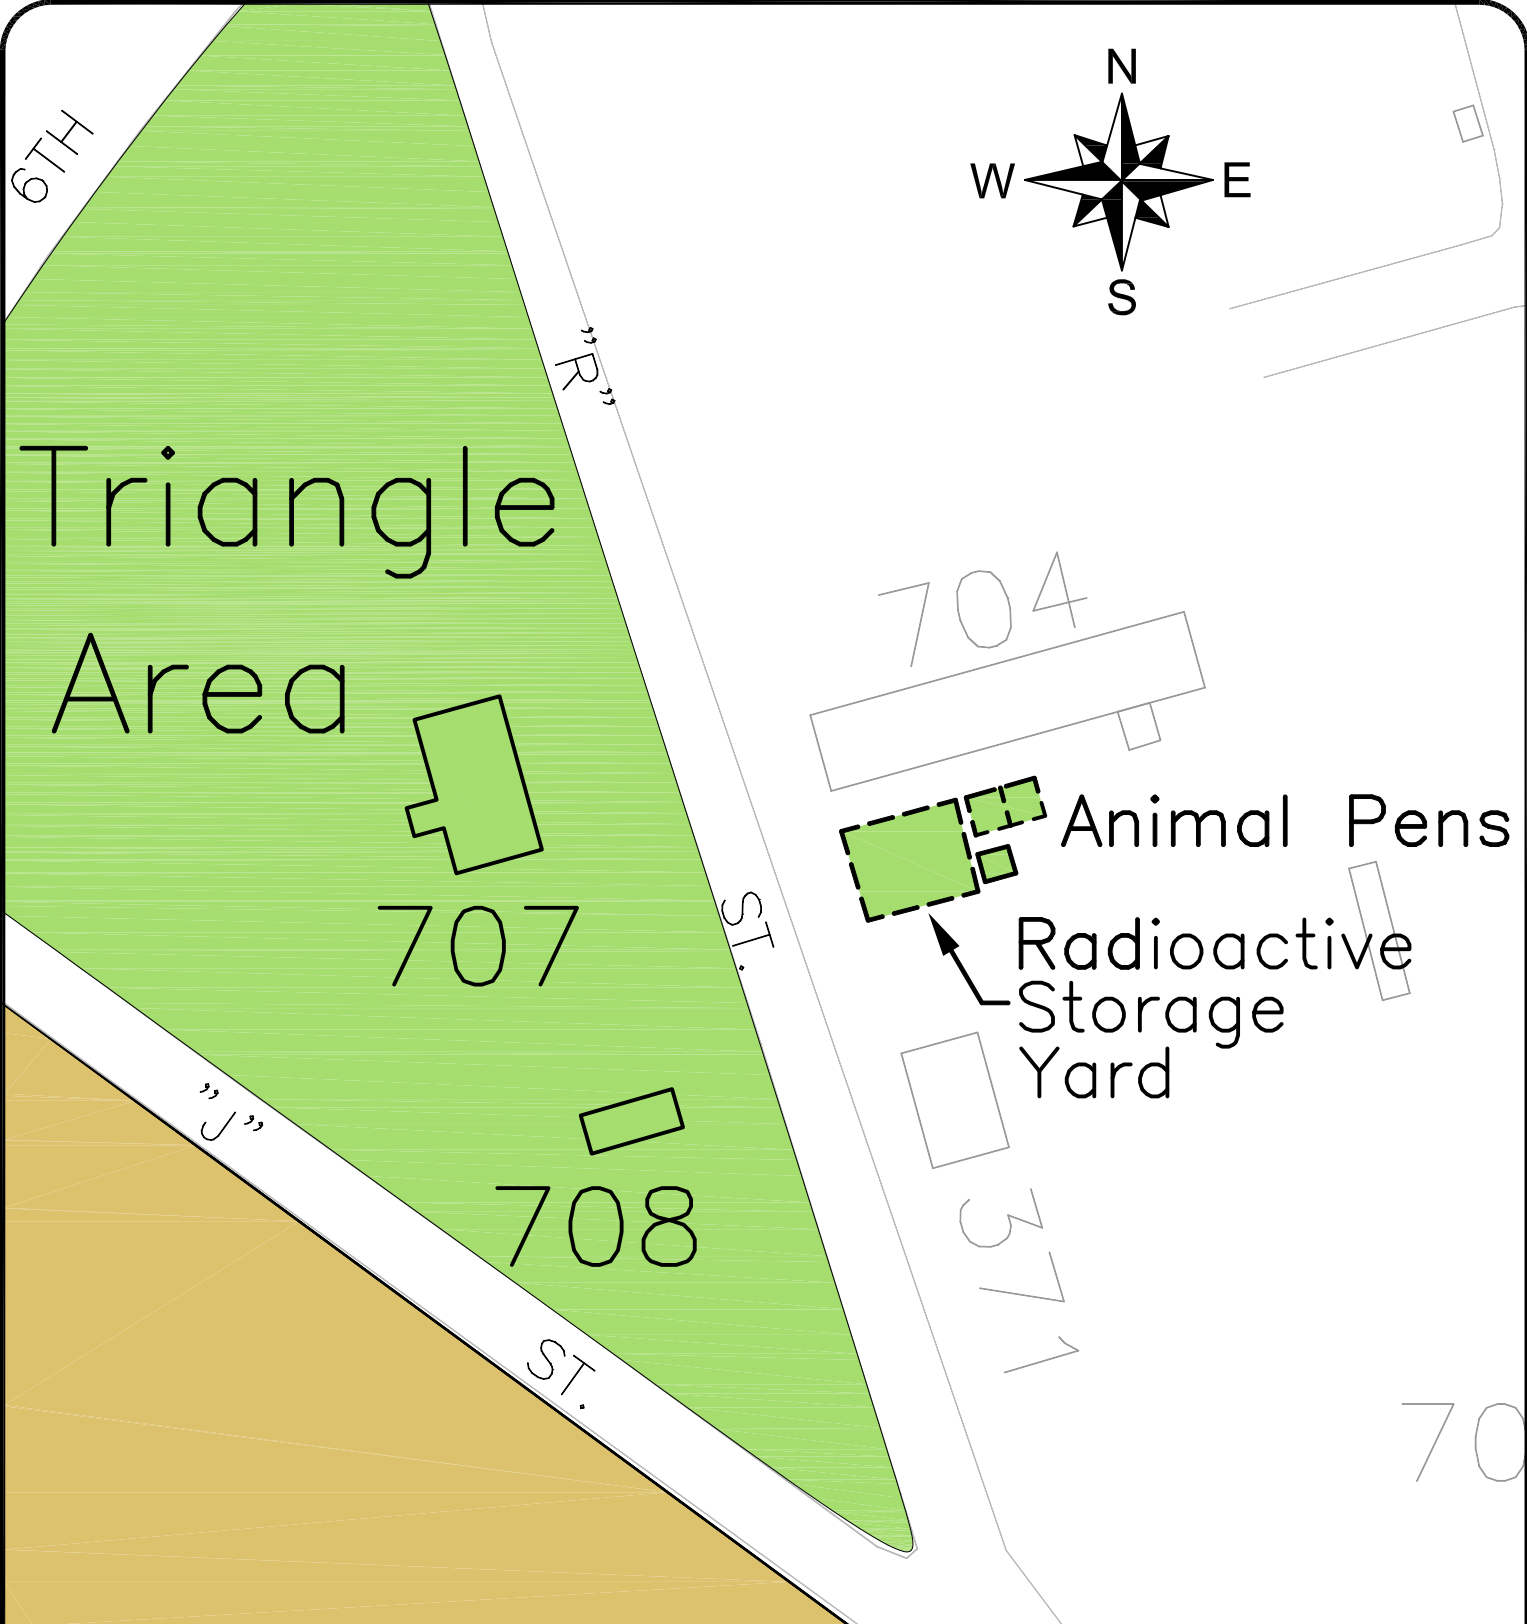 N
W E
S
6TH
"R"
Triangle
Area
704
Animal Pens
707
ST.
Radioactive
Storage
Yard
"J"
708
371
ST.
70